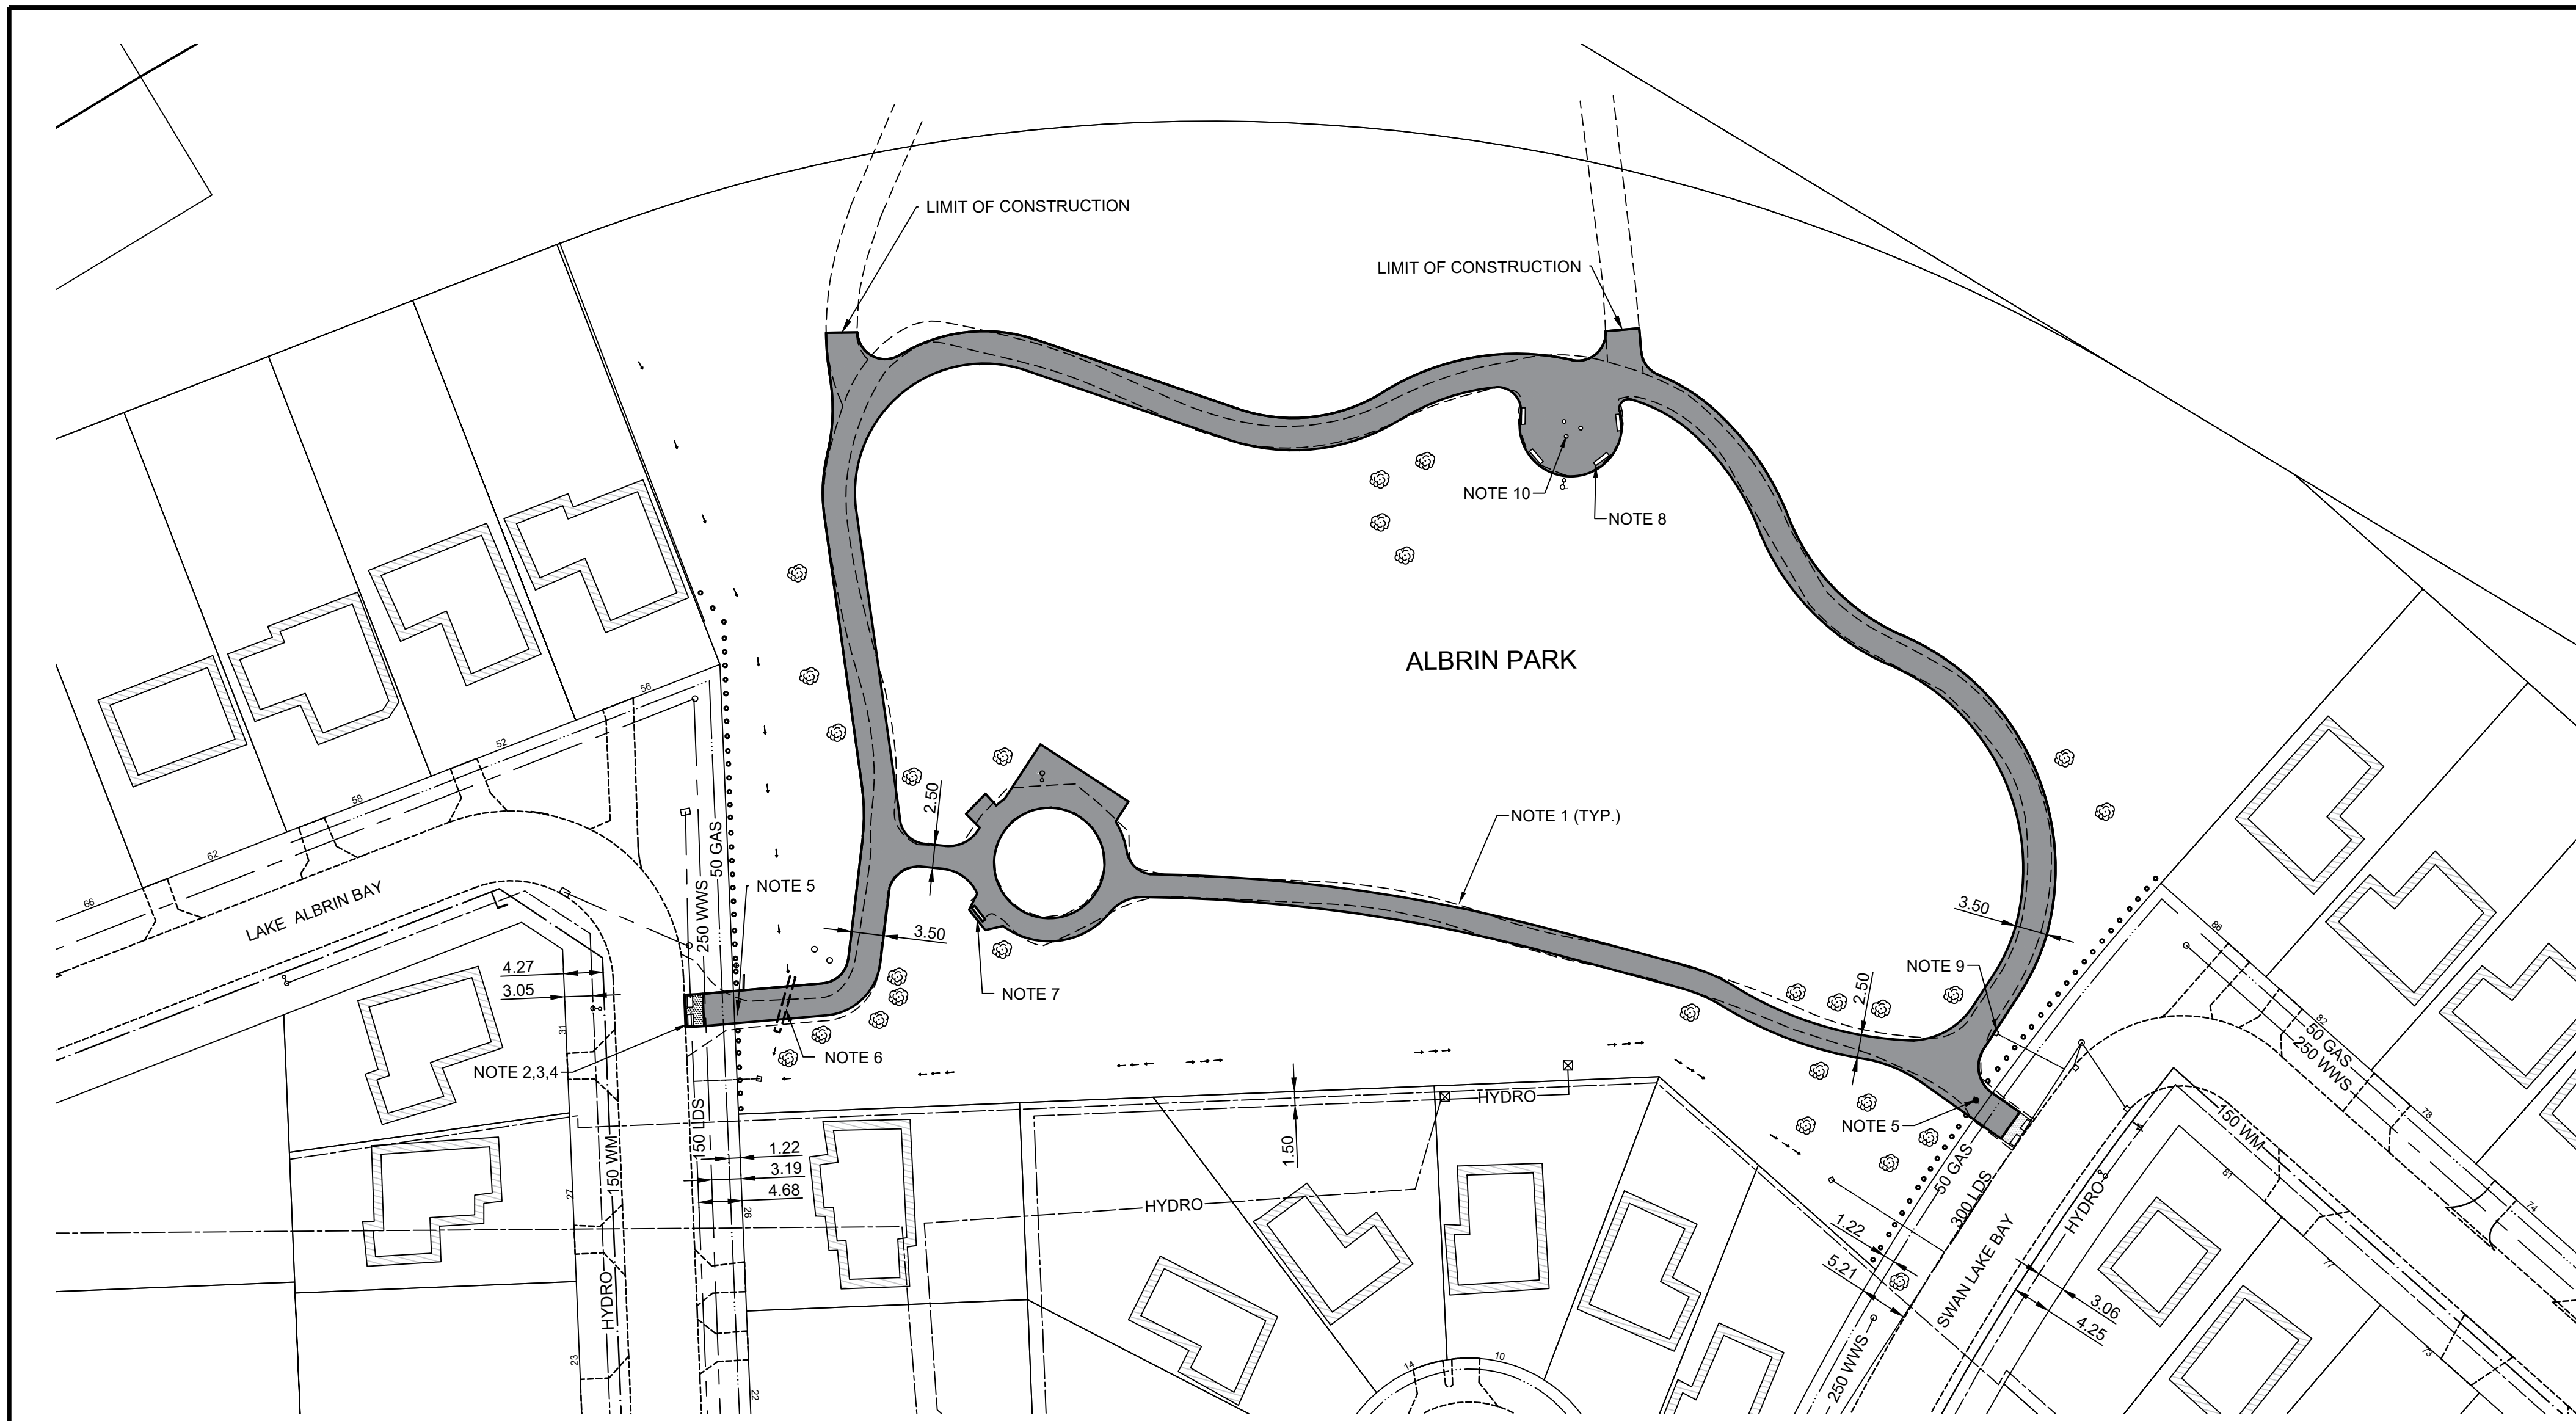 LIMIT OF CONSTRUCTION
LIMIT OF CONSTRUCTION
NOTE 10
NOTE 8
ALBRIN PARK
56
52
58
62
66
LAKE ALBRIN BAY
2.50
50 GAS
250 WWS
NOTE 5
NOTE 1 (TYP.)
3.50
3.50
4.27
3.05
NOTE 7
NOTE 9
2.50
86
82
50 GAS
250 WWS
78
74
31
NOTE 6
NOTE 2,3,4
150 LDS
150 WM
HYDRO
HYDRO
1.50
NOTE 5
50 GAS
300 LDS
150 WM
81
77
73
1.22
3.19
4.68
27
26
HYDRO
HYDRO
1.22
5.21
SWAN LAKE BAY
3.06
4.25
250 WWS
23
22
14
10